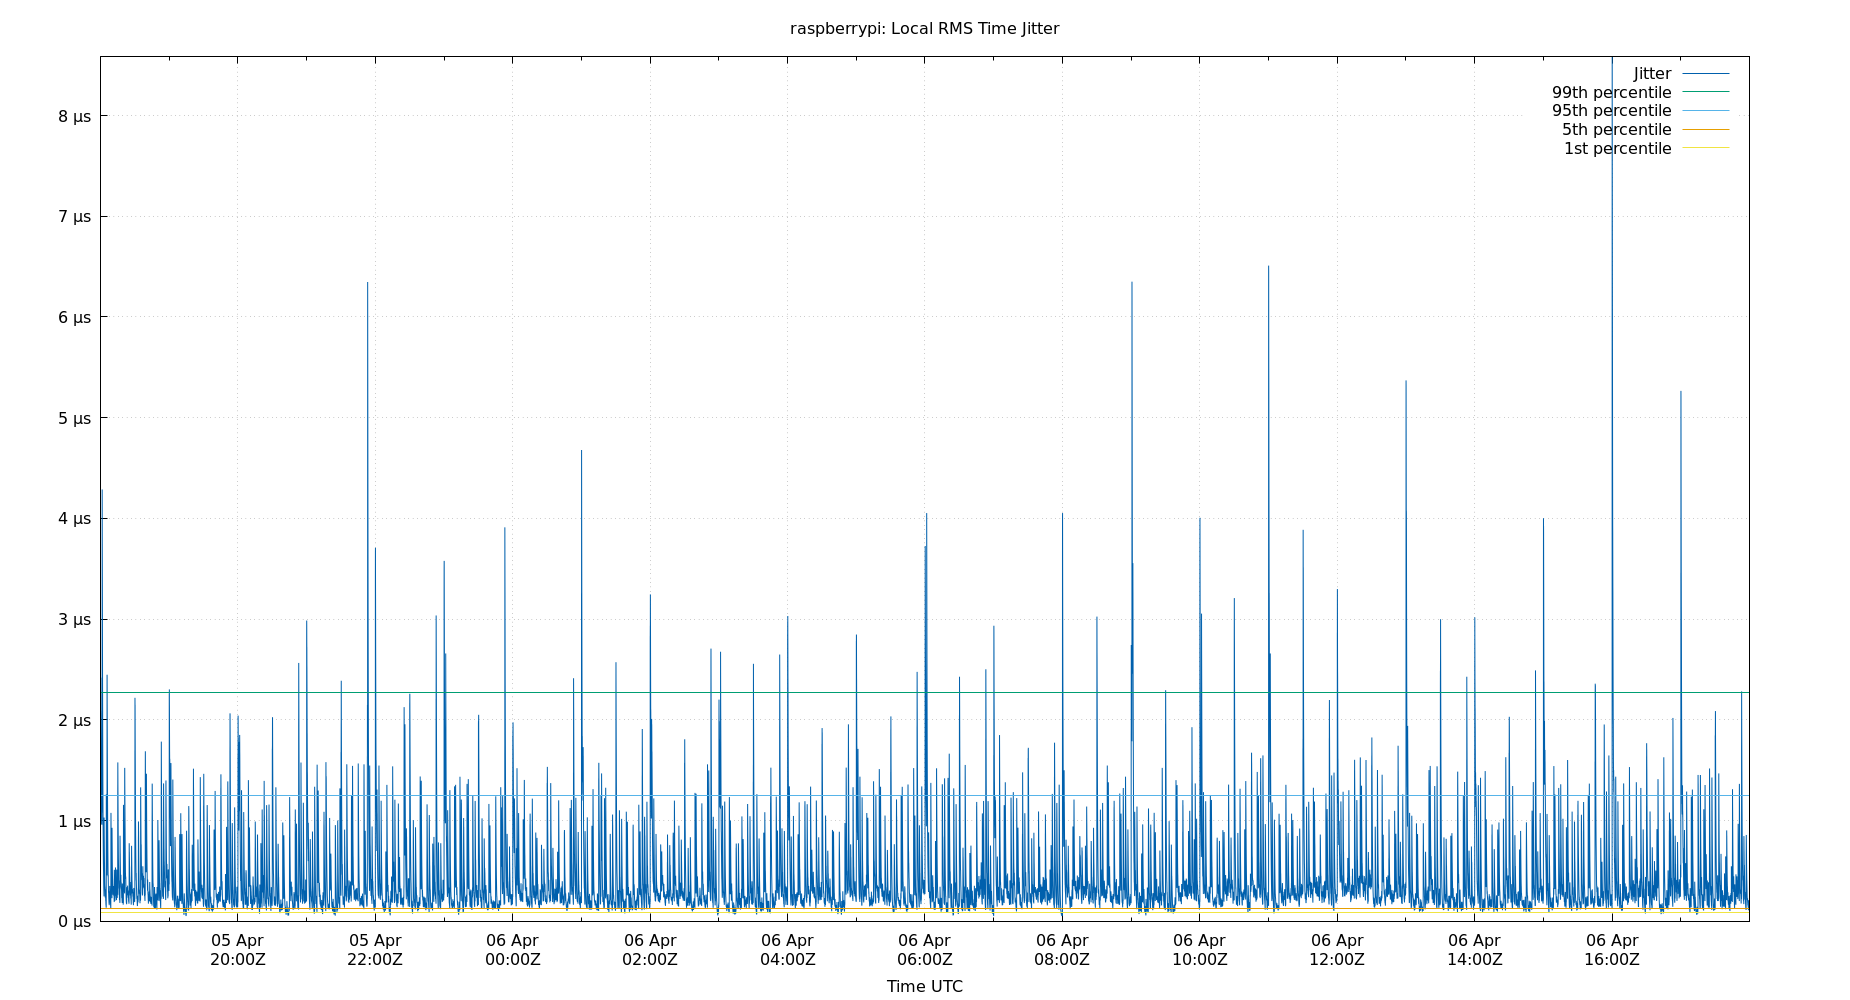 raspberrypi: Local RMS Time Jitter
Jitter
99th percentile
95th percentile
5th percentile
1st percentile
8 µs
7 µs
6 µs
5 µs
4 µs
3 µs
2 µs
1 µs
0 µs
05 Apr 05 Apr 06 Apr 06 Apr 06 Apr 06 Apr 06 Apr 06 Apr 06 Apr 06 Apr 06 Apr
20:00Z 22:00Z 00:00Z 02:00Z 04:00Z 06:00Z 08:00Z 10:00Z 12:00Z 14:00Z 16:00Z
Time UTC